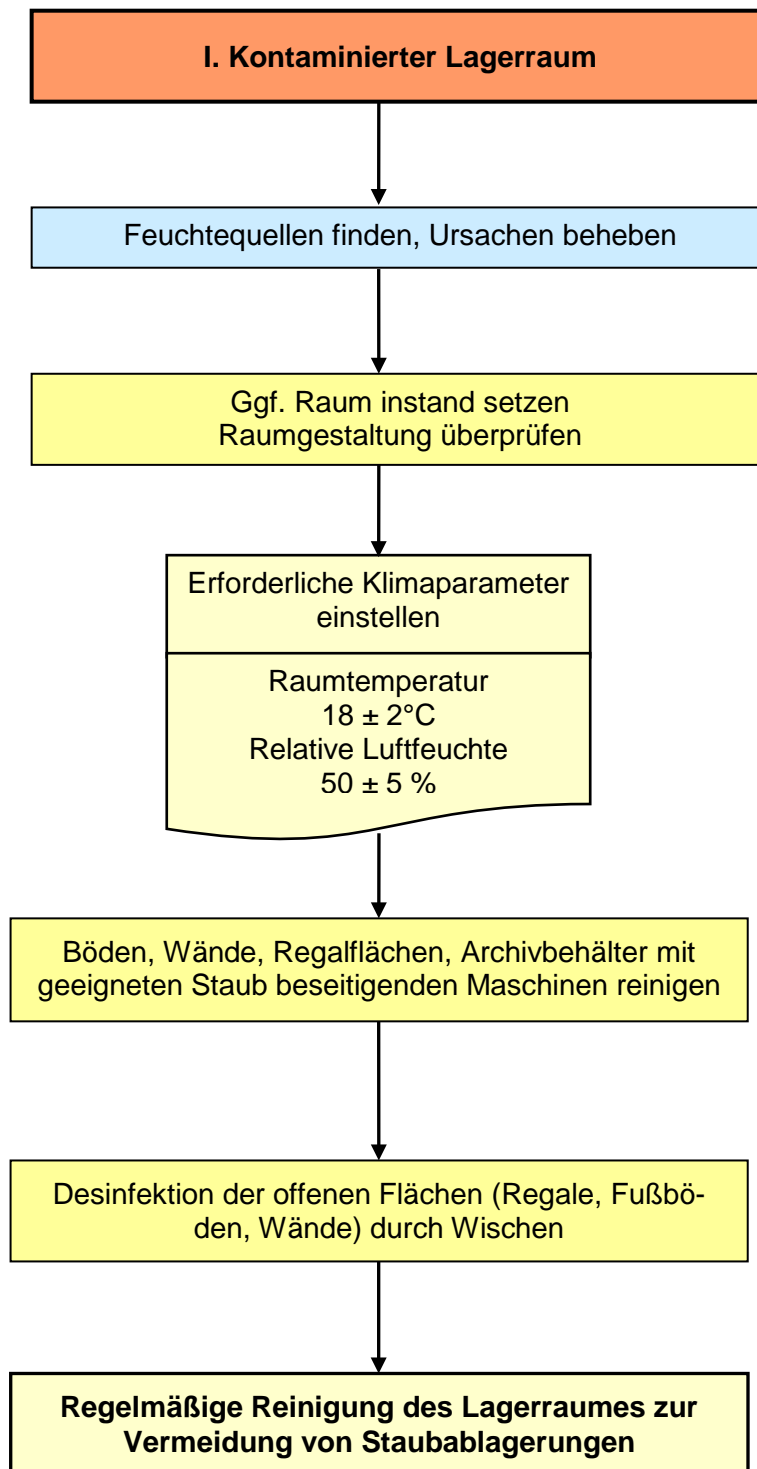 I. Kontaminierter Lagerraum
Feuchtequellen finden, Ursachen beheben
Ggf. Raum instand setzen
Raumgestaltung überprüfen
Erforderliche Klimaparameter
einstellen
Raumtemperatur
18 ± 2°C
Relative Luftfeuchte
50 ± 5 %
Böden, Wände, Regalflächen, Archivbehälter mit
geeigneten Staub beseitigenden Maschinen reinigen
Desinfektion der offenen Flächen (Regale, Fußbö-
den, Wände) durch Wischen
Regelmäßige Reinigung des Lagerraumes zur
Vermeidung von Staubablagerungen